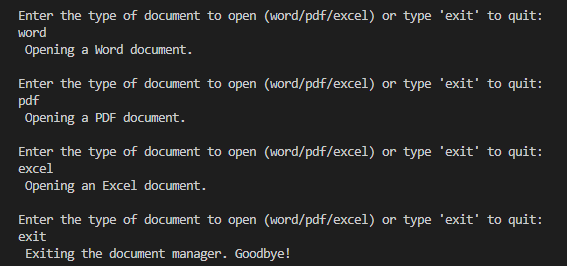 Enter the type of document to open (word/pdf/excel) or type 'exit' to quit:
word
 Opening a Word document.

Enter the type of document to open (word/pdf/excel) or type 'exit' to quit:
pdf
 Opening a PDF document.

Enter the type of document to open (word/pdf/excel) or type 'exit' to quit:
excel
 Opening an Excel document.

Enter the type of document to open (word/pdf/excel) or type 'exit' to quit:
exit
 Exiting the document manager. Goodbye!